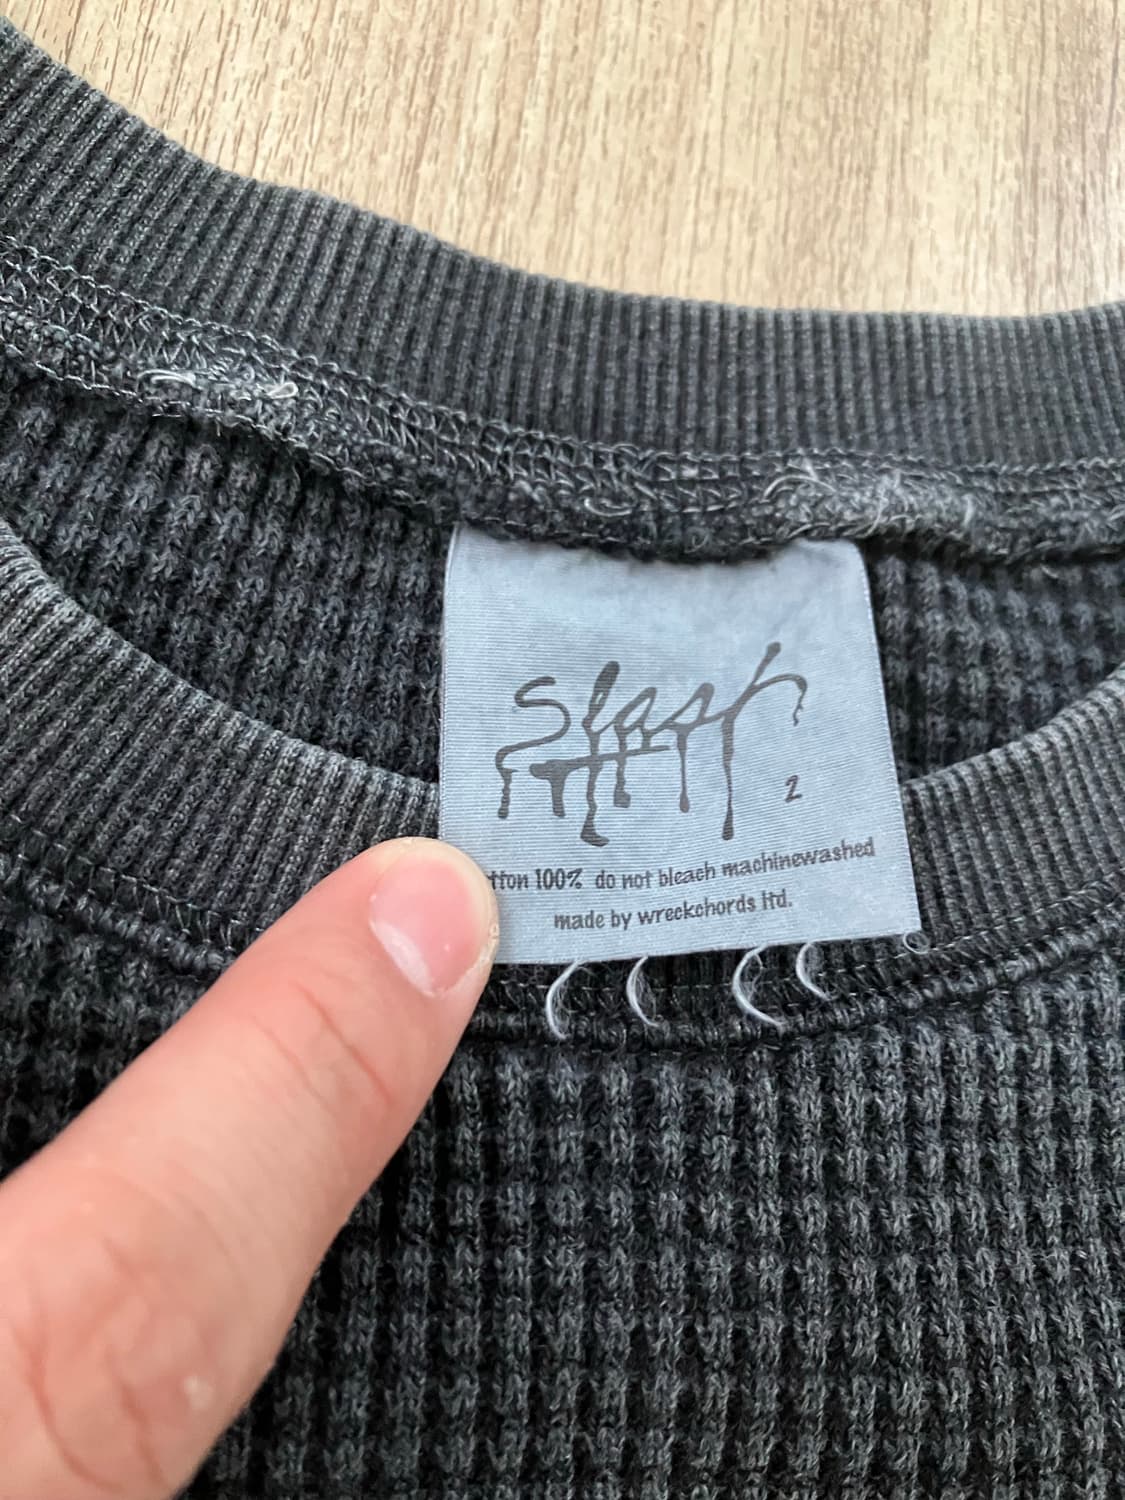 Slash
2
tton 100% do not bleach machinewashed
made by wreckchords ltd.